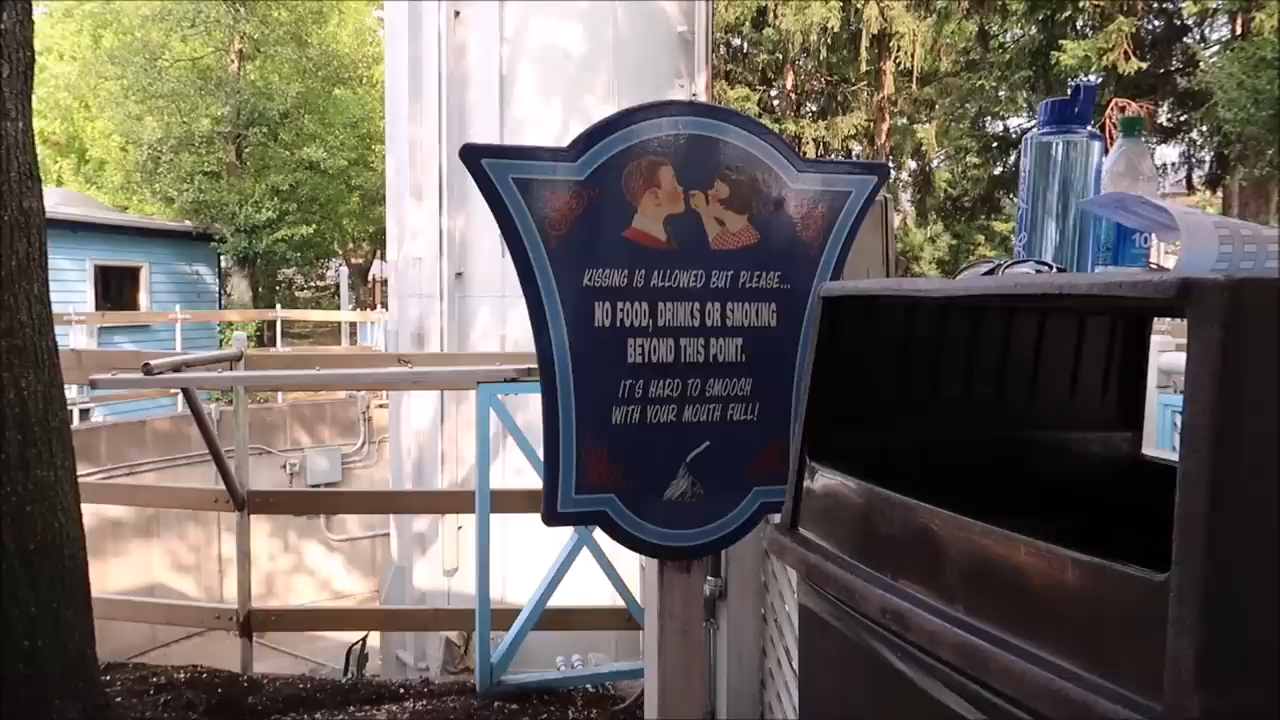 KISSING IS ALLOWED BUT PLEASE...
NO FOOD, DRINKS OR SMOKING
BEYOND THIS POINT.
IT'S HARD TO SMOOCH
WITH YOUR MOUTH FULL!
10